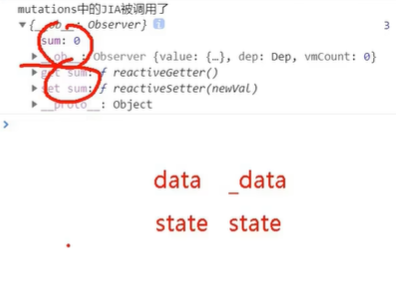 mutations中的JIA被调用了
▼{__ob__: Observer} i 3
sum: 0
▶ __ob__: Observer {value: {…}, dep: Dep, vmCount: 0}
▶ get sum: ƒ reactiveGetter()
▶ set sum: ƒ reactiveSetter(newVal)
▶ __proto__: Object
>
data _data
state state